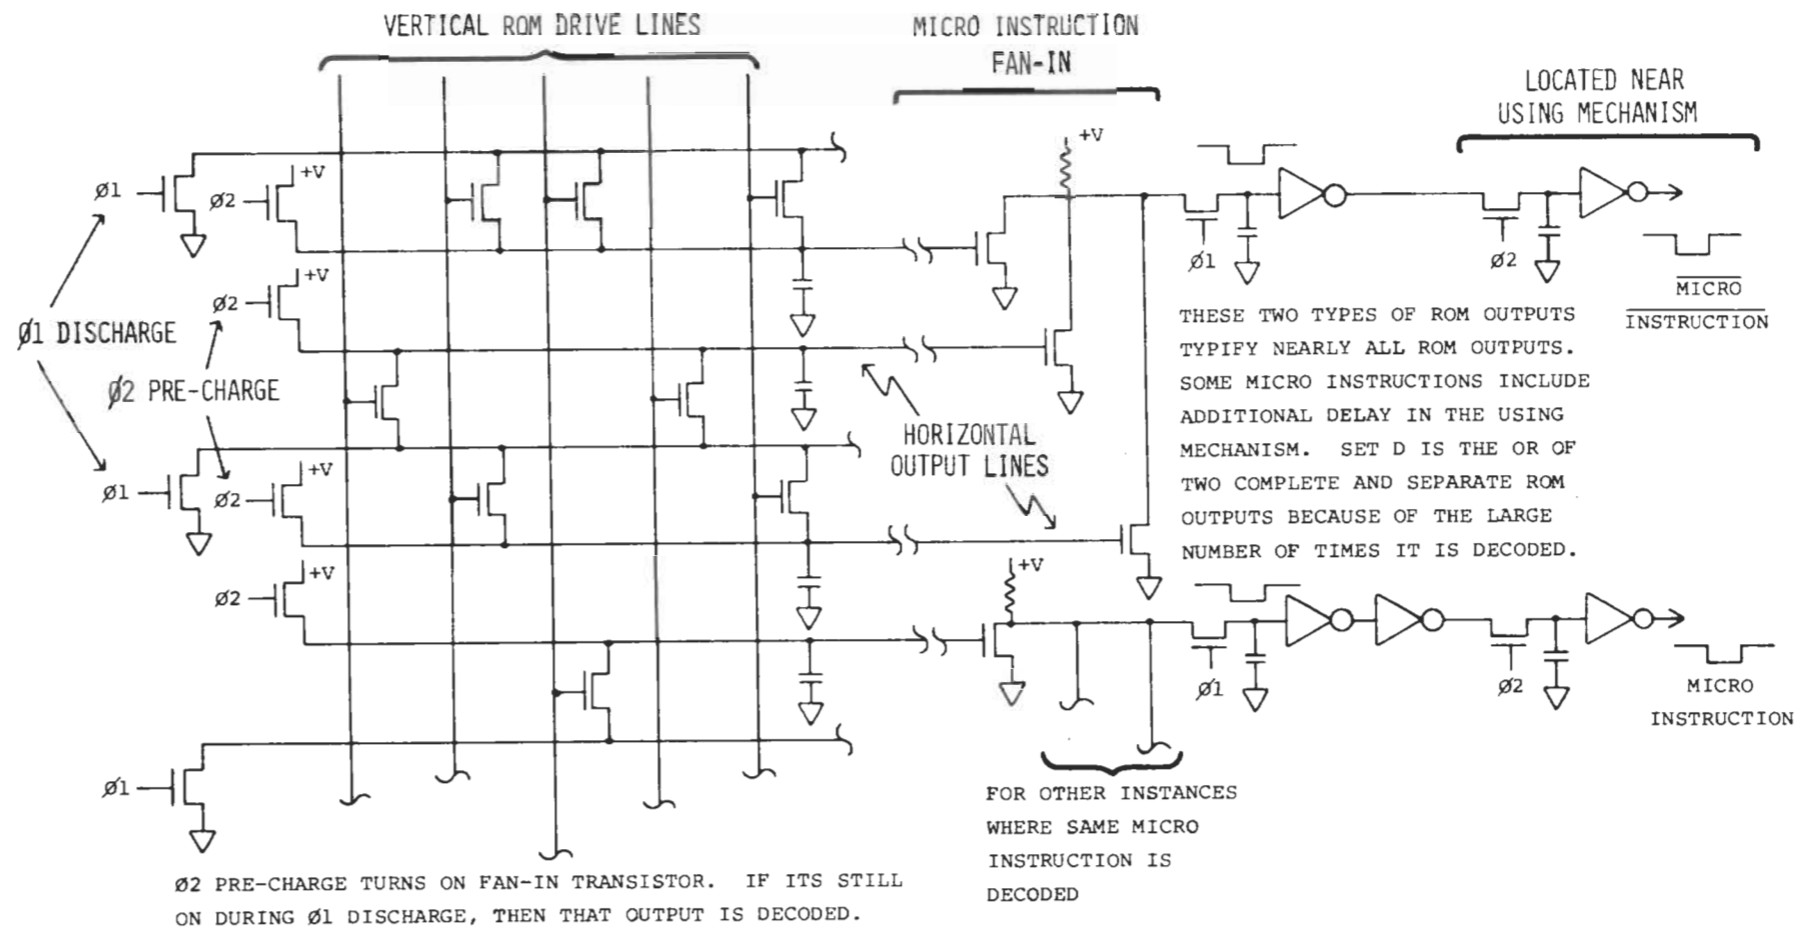 VERTICAL ROM DRIVE LINES
MICRO INSTRUCTION
FAN-IN
LOCATED NEAR
USING MECHANISM
+V
+V
Ø1
Ø2
Ø1
Ø2
MICRO
INSTRUCTION
+V
Ø2
Ø1 DISCHARGE
Ø2 PRE-CHARGE
HORIZONTAL
OUTPUT LINES
THESE TWO TYPES OF ROM OUTPUTS
TYPIFY NEARLY ALL ROM OUTPUTS.
SOME MICRO INSTRUCTIONS INCLUDE
ADDITIONAL DELAY IN THE USING
MECHANISM. SET D IS THE OR OF
TWO COMPLETE AND SEPARATE ROM
OUTPUTS BECAUSE OF THE LARGE
NUMBER OF TIMES IT IS DECODED.
+V
Ø1
Ø2
+V
+V
Ø2
Ø1
Ø2
MICRO
INSTRUCTION
Ø1
FOR OTHER INSTANCES
WHERE SAME MICRO
INSTRUCTION IS
DECODED
Ø2 PRE-CHARGE TURNS ON FAN-IN TRANSISTOR. IF ITS STILL
ON DURING Ø1 DISCHARGE, THEN THAT OUTPUT IS DECODED.